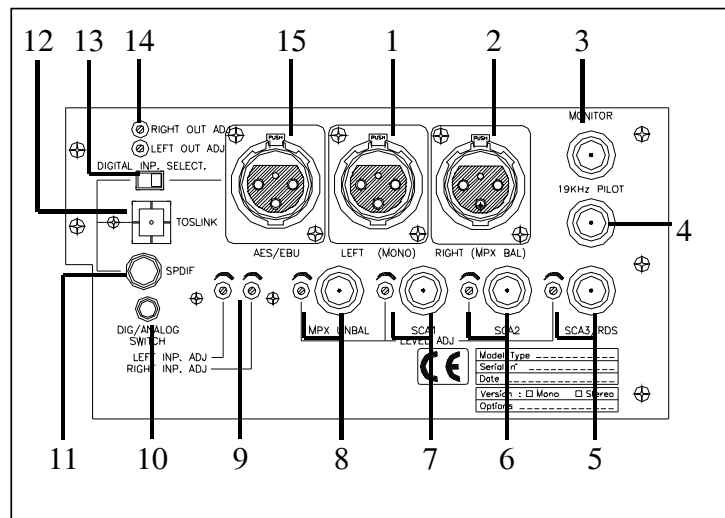 12 13 14 15 1 2 3
MONITOR
RIGHT OUT ADJ
LEFT OUT ADJ
PUSH PUSH PUSH
DIGITAL INP. SELECT.
19KHz PILOT
TOSLINK
4
AES/EBU LEFT (MONO) RIGHT (MPX BAL)
SPDIF
DIG/ANALOG
SWITCH
MPX UNBAL SCA1 SCA2 SCA3/RDS
LEVEL ADJ
LEFT INP. ADJ
RIGHT INP. ADJ
CE
Model Type
Serial n°
Date
Version : Mono Stereo
Options
11 10 9 8 7 6 5